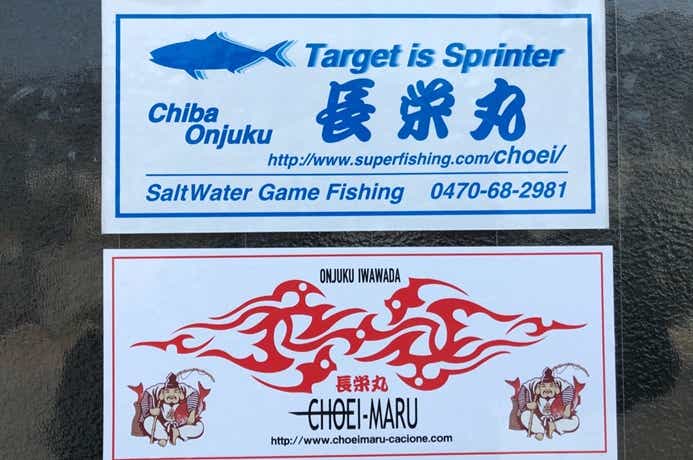 Target is Sprinter
Chiba
Onjuku
長栄丸
http://www.superfishing.com/choei/
SaltWater Game Fishing 0470-68-2981
ONJUKU IWAWADA
長栄丸
CHOEI-MARU
http://www.choeimaru-cacione.com